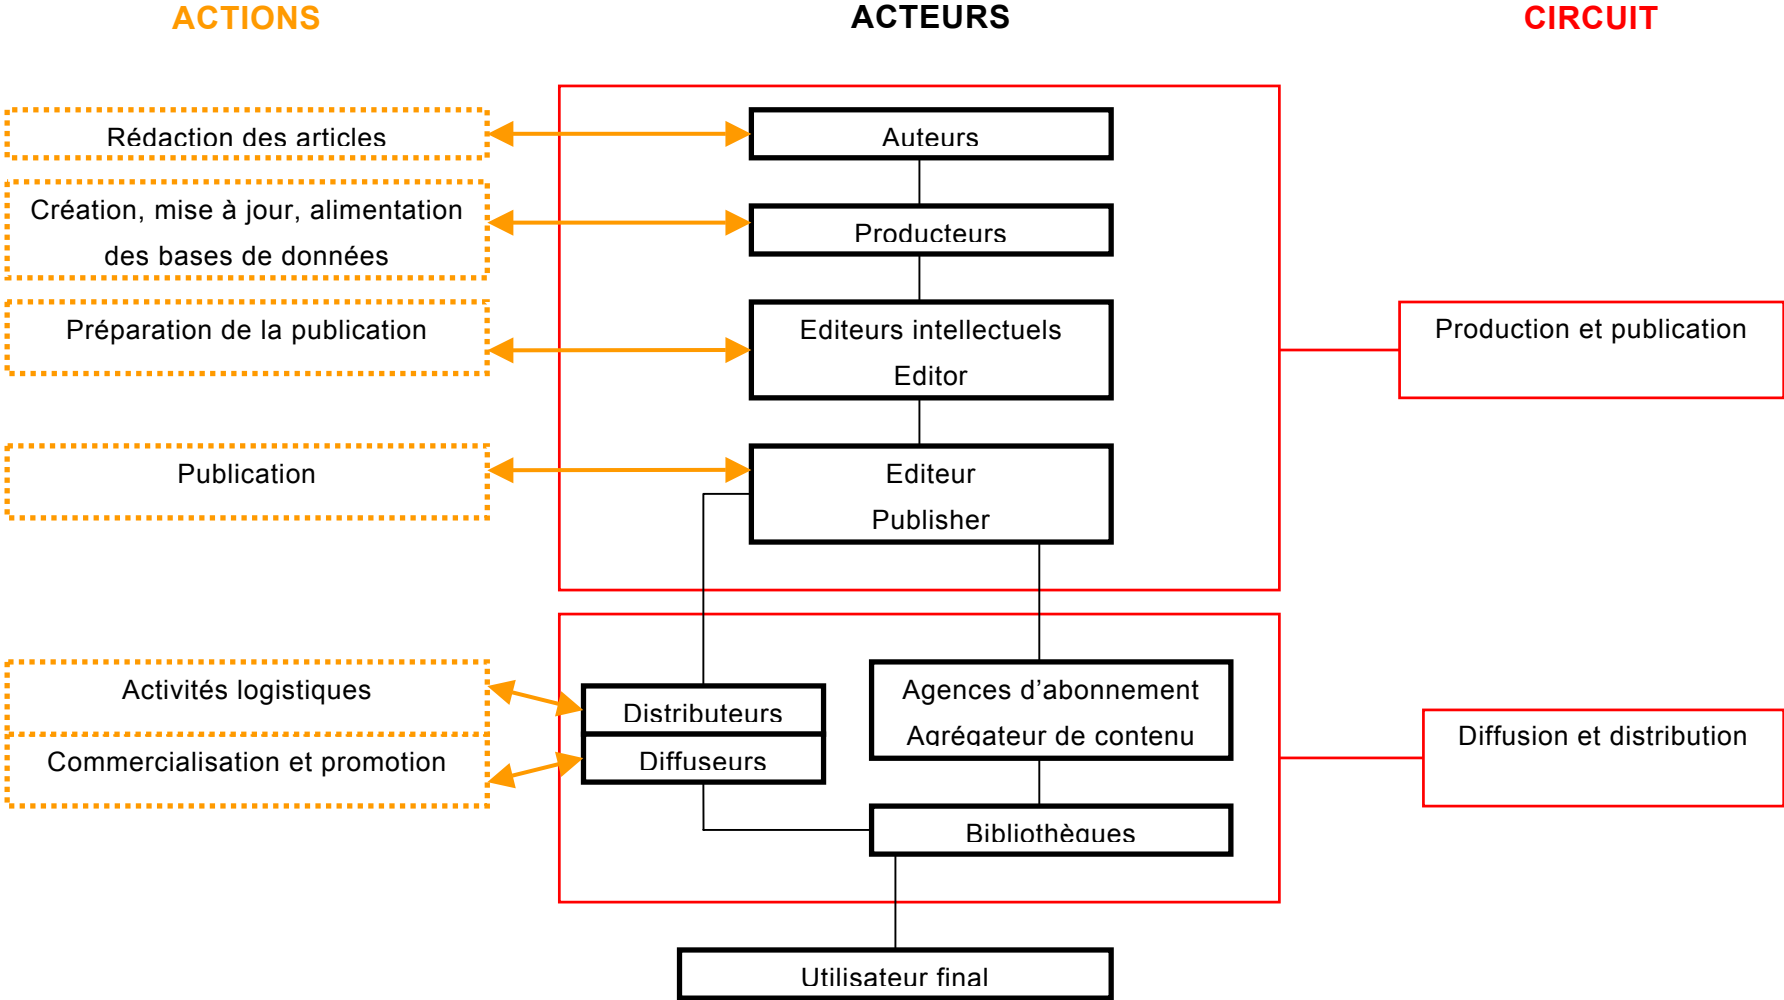 ACTIONS
ACTEURS
CIRCUIT
Rédaction des articles
Auteurs
Création, mise à jour, alimentation
des bases de données
Producteurs
Préparation de la publication
Editeurs intellectuels
Editor
Production et publication
Publication
Editeur
Publisher
Activités logistiques
Commercialisation et promotion
Distributeurs
Diffuseurs
Agences d'abonnement
Agrégateur de contenu
Diffusion et distribution
Bibliothèques
Utilisateur final